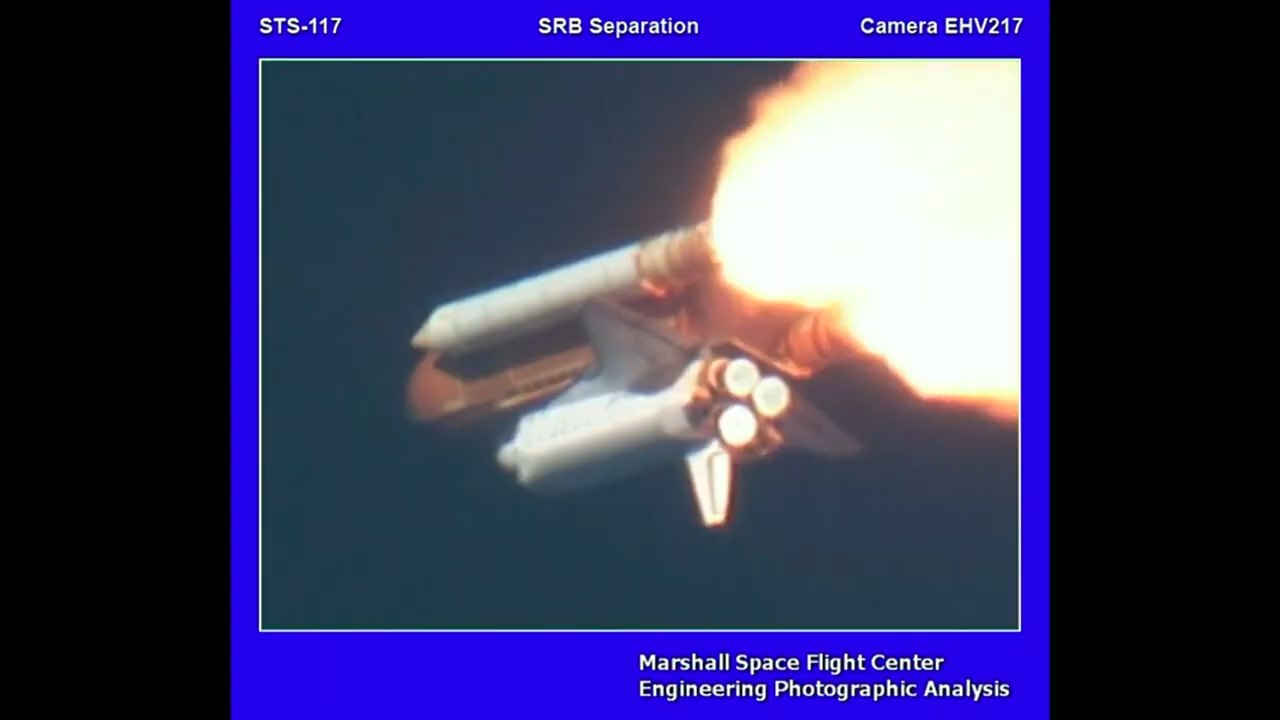 STS-117 SRB Separation Camera EHV217
Marshall Space Flight Center
Engineering Photographic Analysis